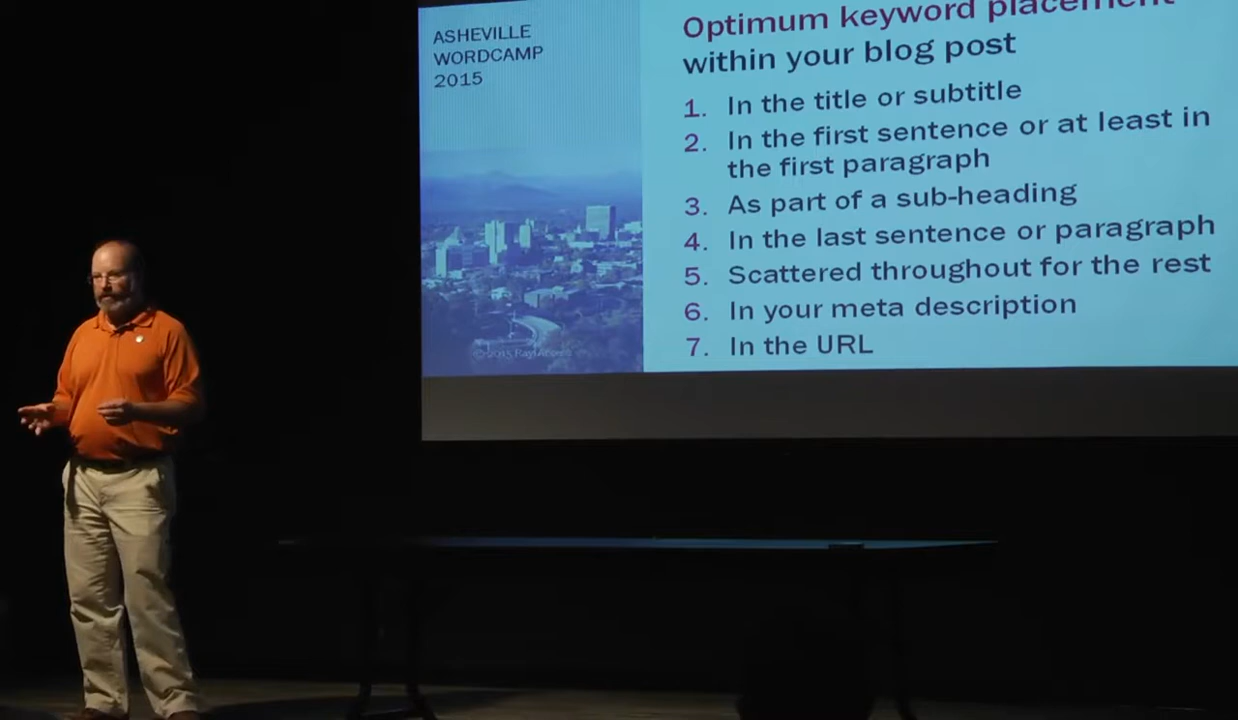 ASHEVILLE
WORDCAMP
2015
Optimum keyword placement
within your blog post
1. In the title or subtitle
2. In the first sentence or at least in
the first paragraph
3. As part of a sub-heading
4. In the last sentence or paragraph
5. Scattered throughout for the rest
6. In your meta description
7. In the URL